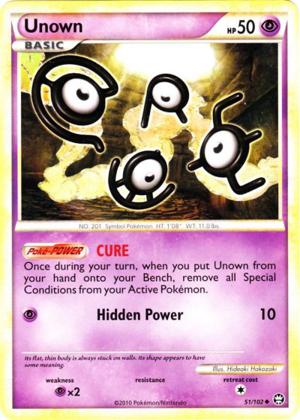 Unown
HP 50
BASIC
NO. 201 Symbol Pokémon HT: 1'08" WT: 11.0 lbs.
Poké-POWER CURE
Once during your turn, when you put Unown from
your hand onto your Bench, remove all Special
Conditions from your Active Pokémon.
Hidden Power 10
Its flat, thin body is always stuck on walls. Its shape appears to have
some meaning.
Illus. Hideaki Hakozaki
weakness resistance retreat cost
×2
©2010 Pokémon/Nintendo 51/102